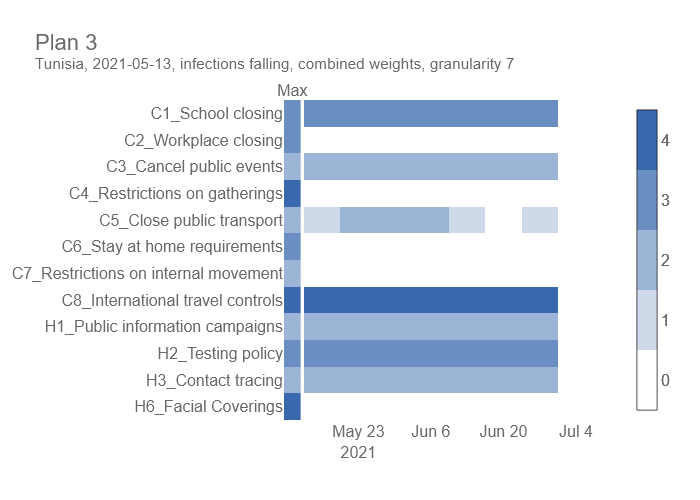 Plan 3
Tunisia, 2021-05-13, infections falling, combined weights, granularity 7
Max
C1_School closing
C2_Workplace closing
C3_Cancel public events
C4_Restrictions on gatherings
C5_Close public transport
C6_Stay at home requirements
C7_Restrictions on internal movement
C8_International travel controls
H1_Public information campaigns
H2_Testing policy
H3_Contact tracing
H6_Facial Coverings
May 23 Jun 6 Jun 20 Jul 4
2021
4
3
2
1
0